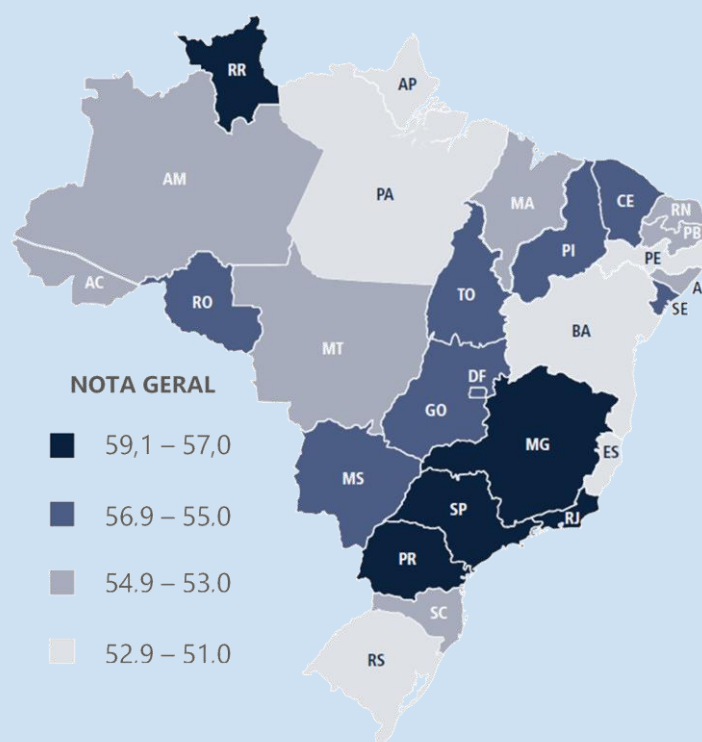 RR
AP
AM
PA
MA
CE
RN
PB
PI
PE
AC
A
RO
TO
SE
BA
MT
NOTA GERAL
DF
GO
59,1 – 57,0
MG
ES
MS
56.9 – 55.0
SP
RJ
PR
54.9 – 53.0
SC
52.9 – 51.0
RS